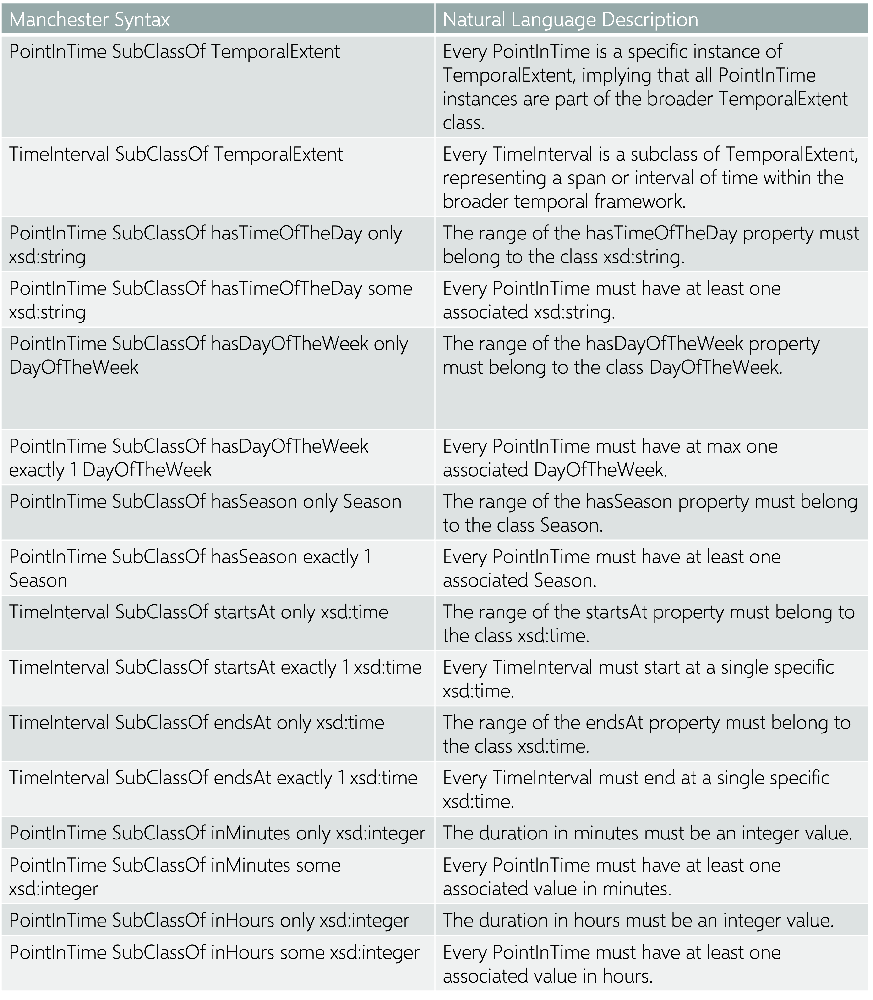 Manchester Syntax
Natural Language Description
PointInTime SubClassOf TemporalExtent
Every PointInTime is a specific instance of
TemporalExtent, implying that all PointInTime
instances are part of the broader TemporalExtent
class.
TimeInterval SubClassOf TemporalExtent
Every TimeInterval is a subclass of TemporalExtent,
representing a span or interval of time within the
broader temporal framework.
PointInTime SubClassOf hasTimeOfTheDay only
xsd:string
The range of the hasTimeOfTheDay property must
belong to the class xsd:string.
PointInTime SubClassOf hasTimeOfTheDay some
xsd:string
Every PointInTime must have at least one
associated xsd:string.
PointInTime SubClassOf hasDayOfTheWeek only
DayOfTheWeek
The range of the hasDayOfTheWeek property
must belong to the class DayOfTheWeek.
PointInTime SubClassOf hasDayOfTheWeek
exactly 1 DayOfTheWeek
Every PointInTime must have at max one
associated DayOfTheWeek.
PointInTime SubClassOf hasSeason only Season
The range of the hasSeason property must belong
to the class Season.
PointInTime SubClassOf hasSeason exactly 1
Season
Every PointInTime must have at least one
associated Season.
TimeInterval SubClassOf startsAt only xsd:time
The range of the startsAt property must belong to
the class xsd:time.
TimeInterval SubClassOf startsAt exactly 1 xsd:time
Every TimeInterval must start at a single specific
xsd:time.
TimeInterval SubClassOf endsAt only xsd:time
The range of the endsAt property must belong to
the class xsd:time.
TimeInterval SubClassOf endsAt exactly 1 xsd:time
Every TimeInterval must end at a single specific
xsd:time.
PointInTime SubClassOf inMinutes only xsd:integer
The duration in minutes must be an integer value.
PointInTime SubClassOf inMinutes some
xsd:integer
Every PointInTime must have at least one
associated value in minutes.
PointInTime SubClassOf inHours only xsd:integer
The duration in hours must be an integer value.
PointInTime SubClassOf inHours some xsd:integer
Every PointInTime must have at least one
associated value in hours.